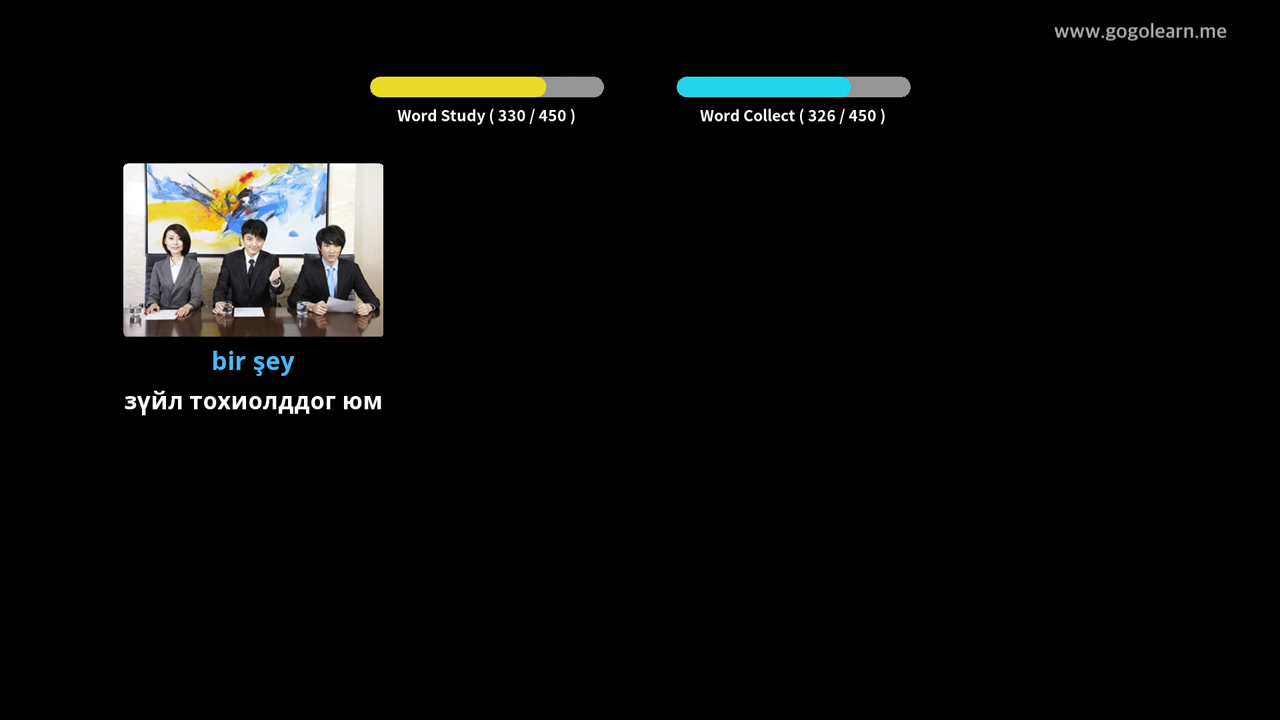 www.gogolearn.me
Word Study ( 330 / 450 )
Word Collect ( 326 / 450 )
bir şey
зүйл тохиолддог юм